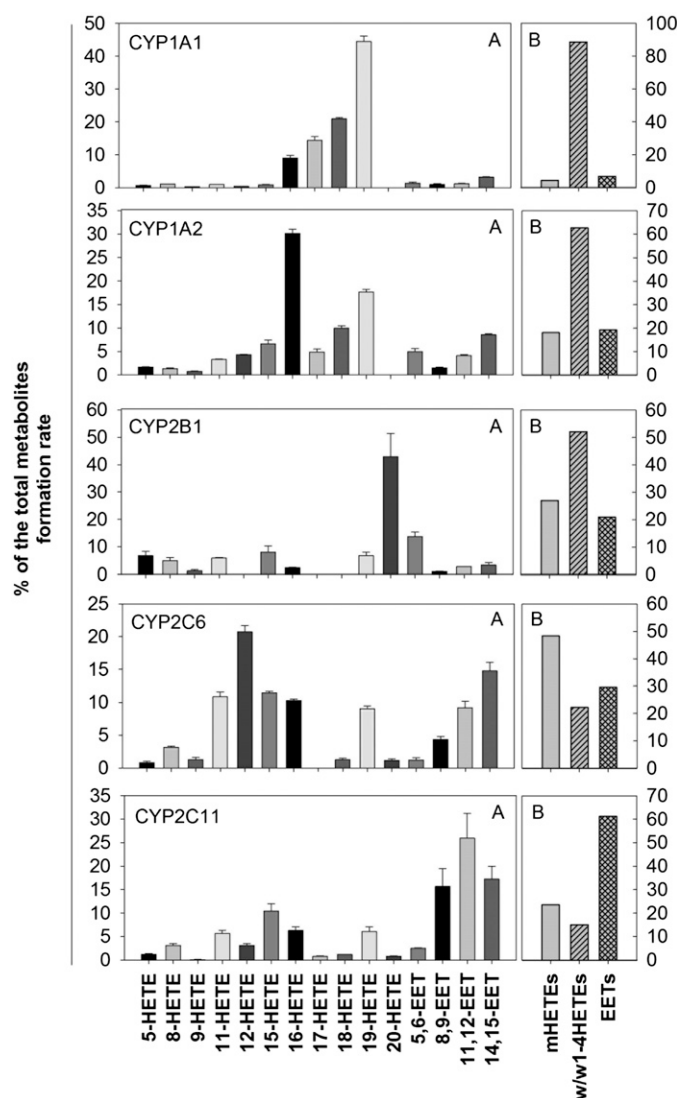 % of the total metabolites
formation rate
CYP1A1 A B
50
40
30
20
10
0
100
80
60
40
20
0
CYP1A2 A B
35
30
25
20
15
10
5
0
70
60
50
40
30
20
10
0
CYP2B1 A B
60
50
40
30
20
10
0
60
50
40
30
20
10
0
CYP2C6 A B
25
20
15
10
5
0
60
50
40
30
20
10
0
CYP2C11 A B
35
30
25
20
15
10
5
0
70
60
50
40
30
20
10
0
5-HETE
8-HETE
9-HETE
11-HETE
12-HETE
15-HETE
16-HETE
17-HETE
18-HETE
19-HETE
20-HETE
5,6-EET
8,9-EET
11,12-EET
14,15-EET
mHETEs
w/w1-4HETEs
EETs